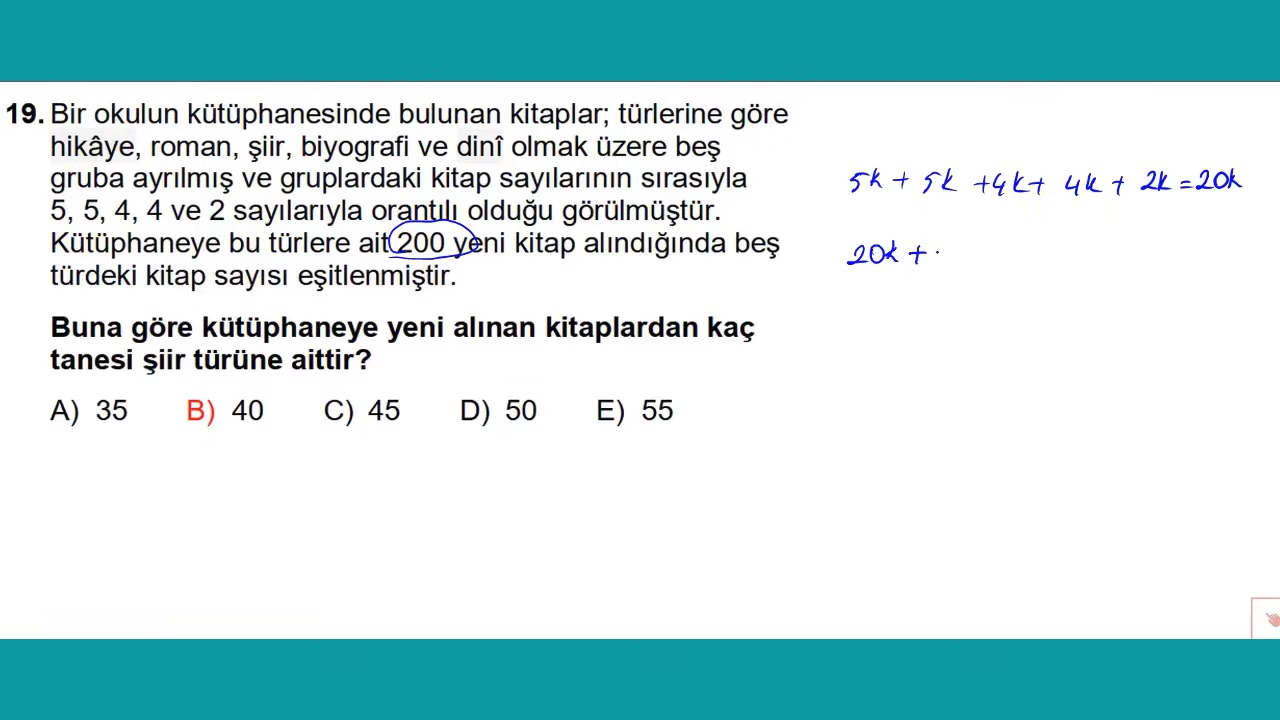 19. Bir okulun kütüphanesinde bulunan kitaplar; türlerine göre
hikâye, roman, şiir, biyografi ve dinî olmak üzere beş
gruba ayrılmış ve gruplardaki kitap sayılarının sırasıyla
5, 5, 4, 4 ve 2 sayılarıyla orantılı olduğu görülmüştür.
Kütüphaneye bu türlere ait 200 yeni kitap alındığında beş
türdeki kitap sayısı eşitlenmiştir.
Buna göre kütüphaneye yeni alınan kitaplardan kaç
tanesi şiir türüne aittir?
A) 35 B) 40 C) 45 D) 50 E) 55
5k + 5k + 4k + 4k + 2k = 20k
20k +